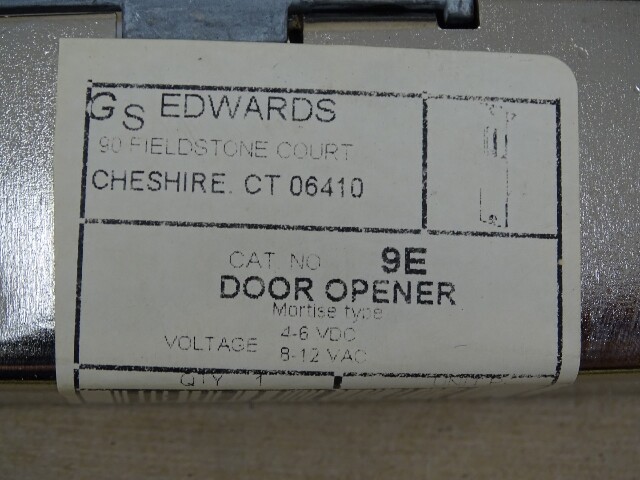 GS EDWARDS
90 FIELDSTONE COURT
CHESHIRE. CT 06410
CAT NO 9E
DOOR OPENER
Mortise type
VOLTAGE 4-6 VDC
8-12 VAC
QTY 1